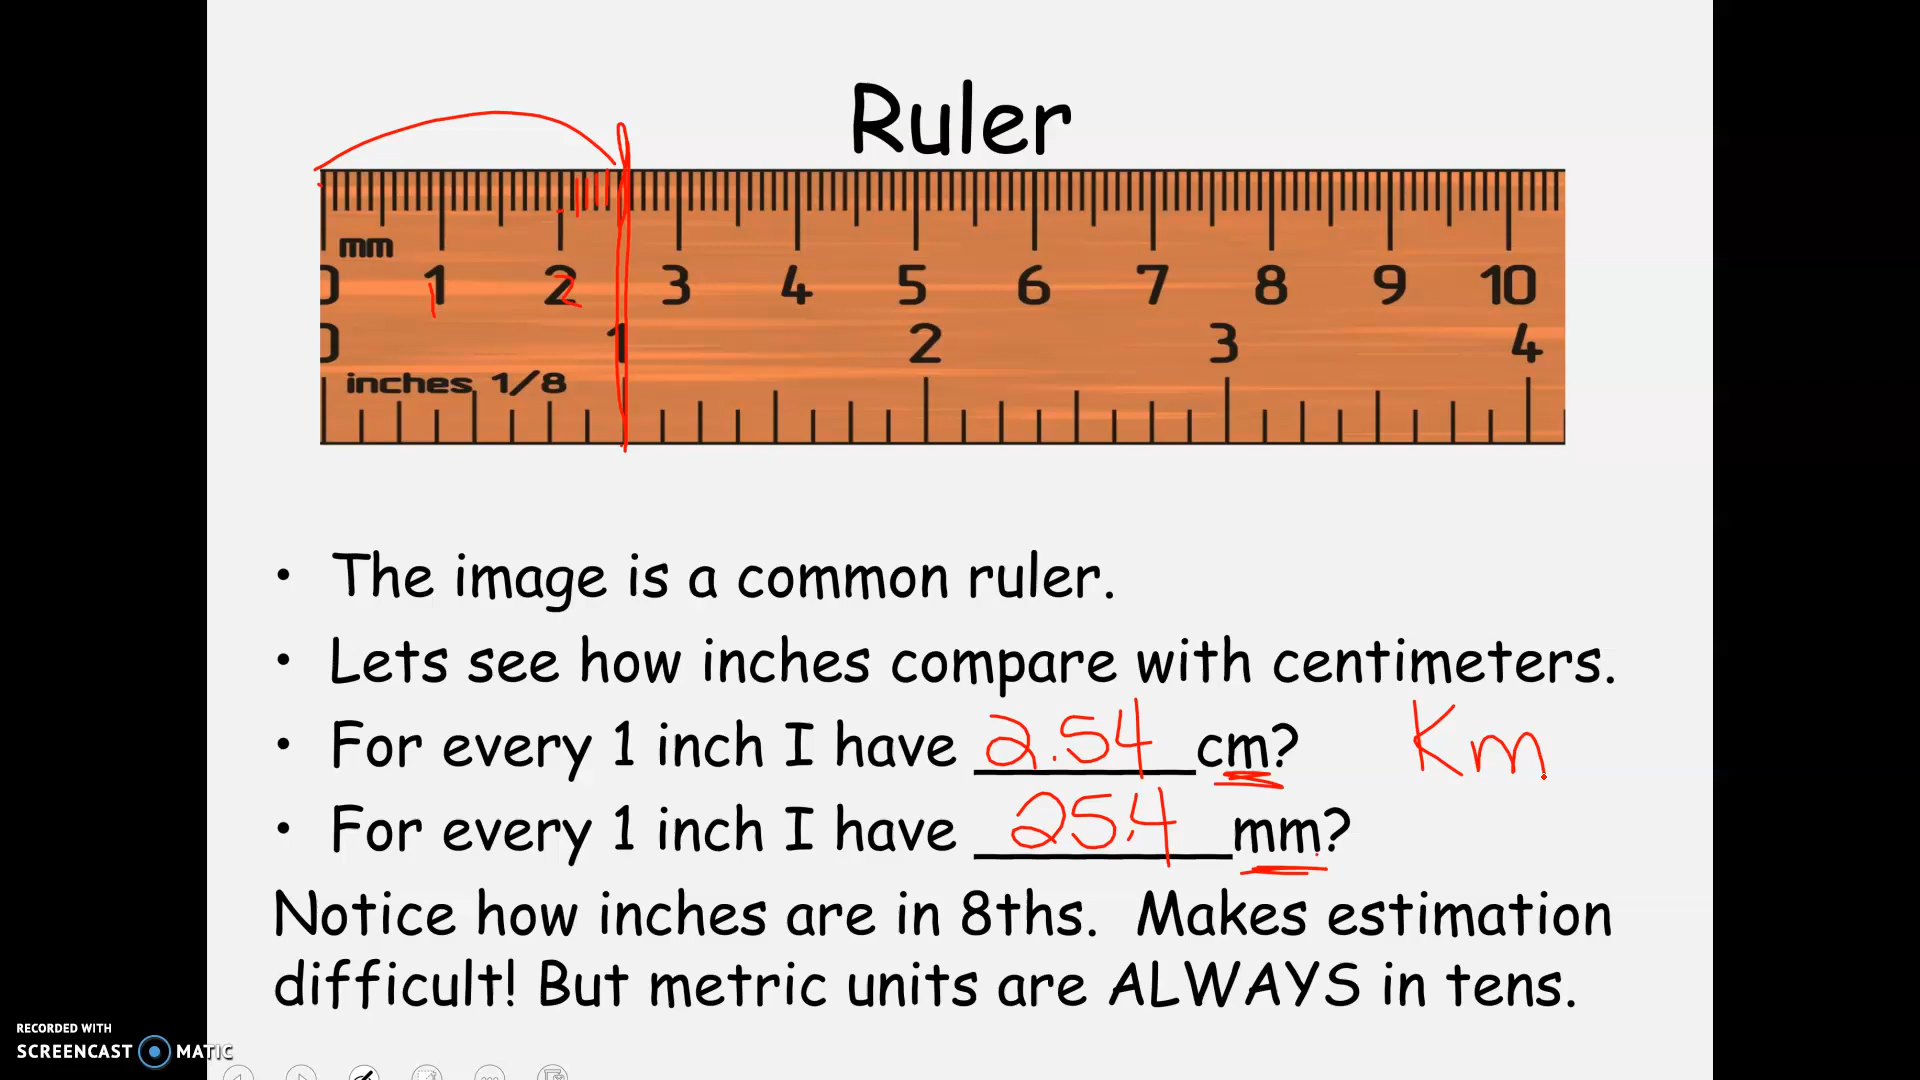 Ruler
mm
0 1 2 3 4 5 6 7 8 9 10
1 2
0 1 2 3 4
inches 1/8
• The image is a common ruler.
• Lets see how inches compare with centimeters.
• For every 1 inch I have 2.54 cm? Km
• For every 1 inch I have 25.4 mm?
Notice how inches are in 8ths. Makes estimation
difficult! But metric units are ALWAYS in tens.
RECORDED WITH
SCREENCAST MATIC